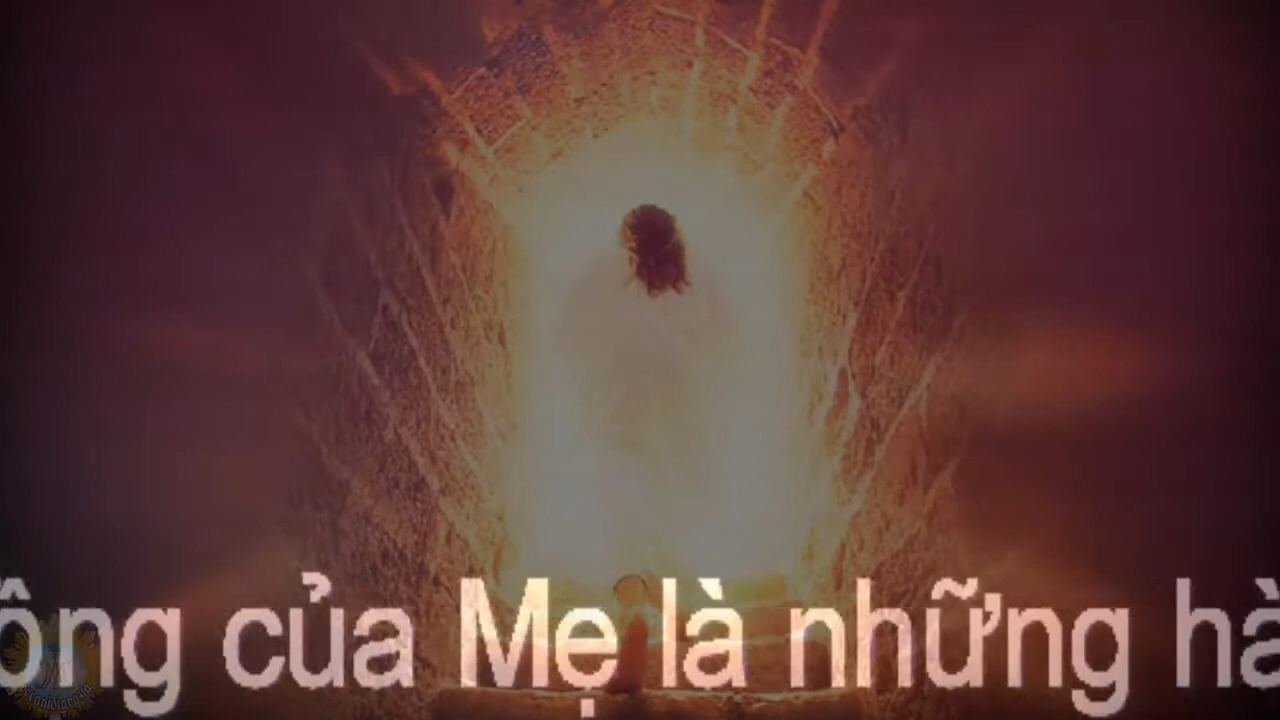 ông của Mẹ là những hà